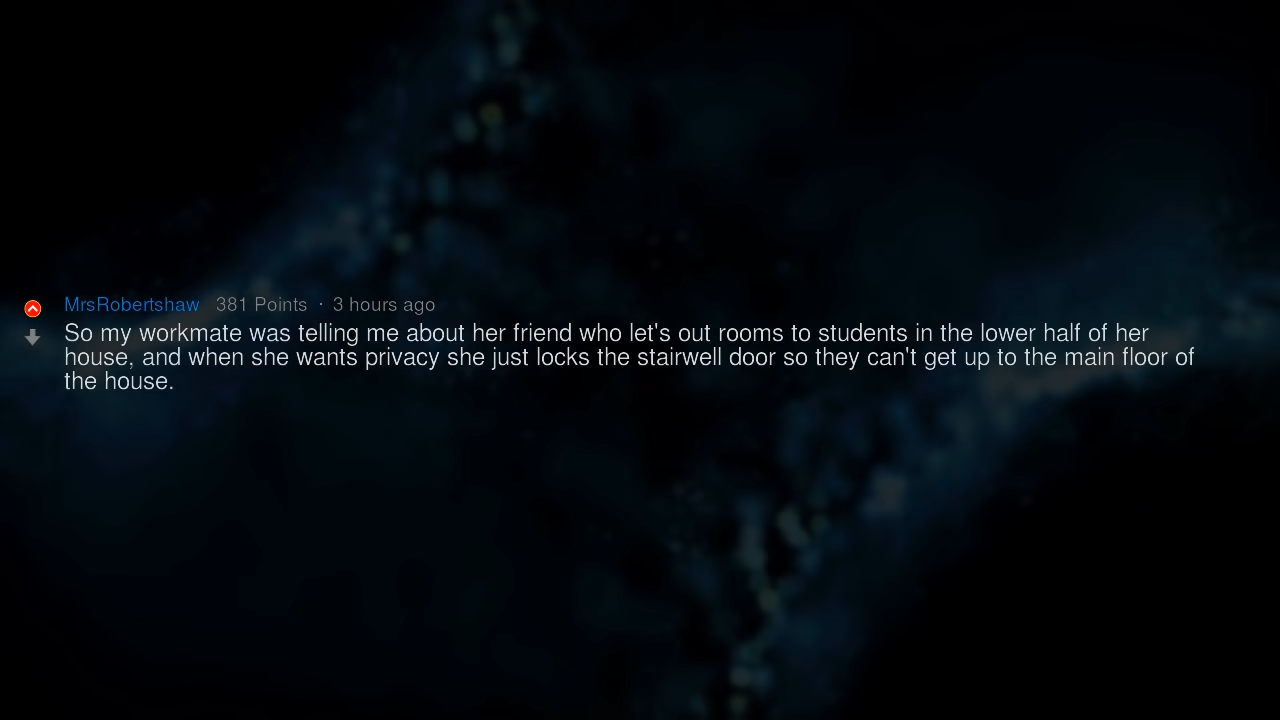 MrsRobertshaw 381 Points · 3 hours ago
So my workmate was telling me about her friend who let's out rooms to students in the lower half of her
house, and when she wants privacy she just locks the stairwell door so they can't get up to the main floor of
the house.